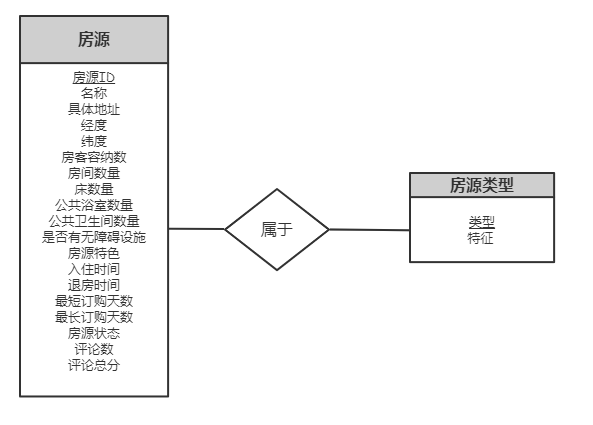 房源
房源ID
名称
具体地址
经度
纬度
房客容纳数
房间数量
床数量
公共浴室数量
公共卫生间数量
是否有无障碍设施
房源特色
入住时间
退房时间
最短订购天数
最长订购天数
房源状态
评论数
评论总分
属于
房源类型
类型
特征